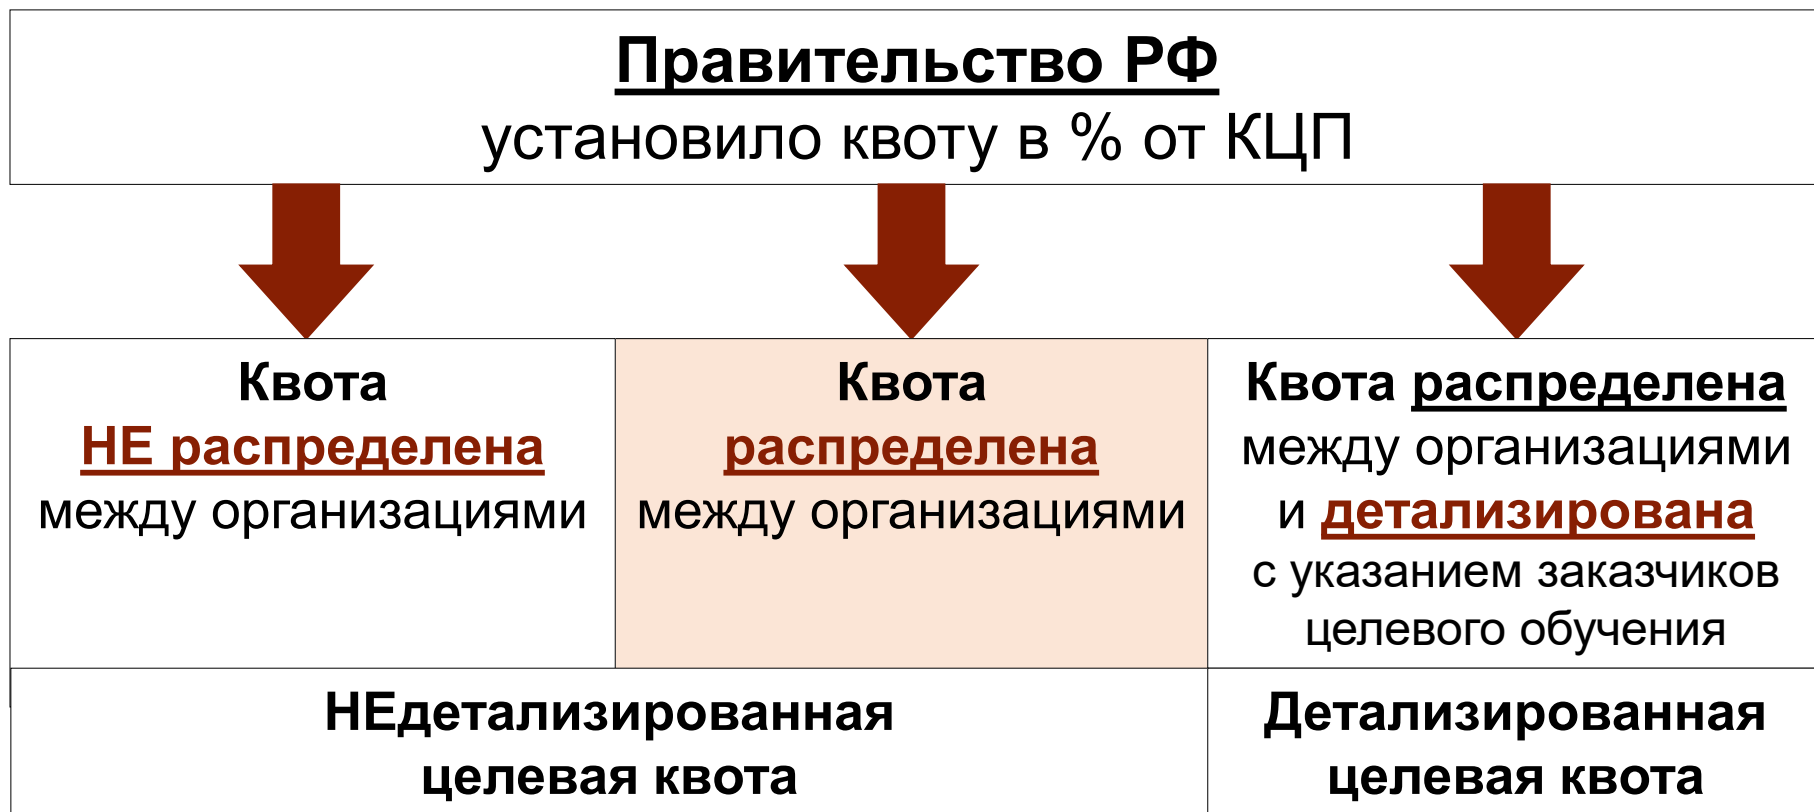 Правительство РФ
установило квоту в % от КЦП
Квота
НЕ распределена
между организациями
Квота
распределена
между организациями
Квота распределена
между организациями
и детализирована
с указанием заказчиков
целевого обучения
НЕдетализированная
целевая квота
Детализированная
целевая квота